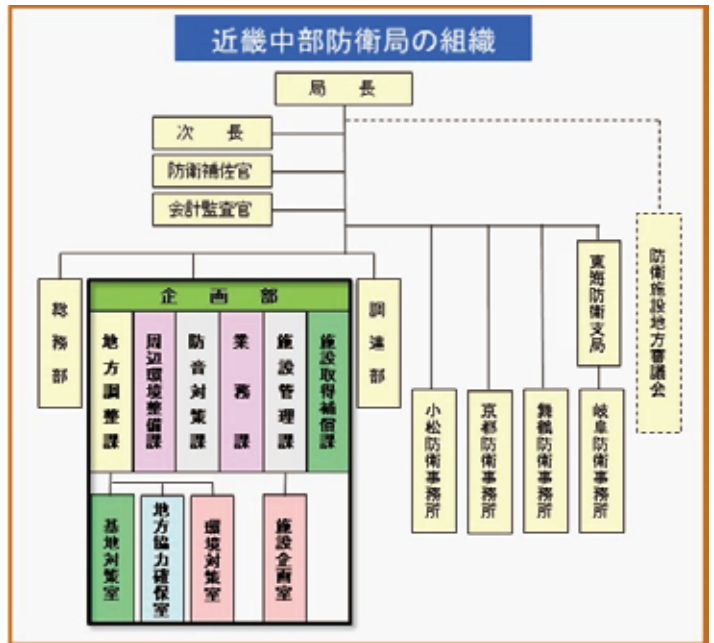 近畿中部防衛局の組織
局長
次長
防衛補佐官
会計監査官
総務部
企画部
地方調整課
周辺環境整備課
防音対策課
業務課
施設管理課
施設取得補償課
基地対策室
地方協力確保室
環境対策室
施設企画室
調達部
小松防衛事務所
京都防衛事務所
舞鶴防衛事務所
東海防衛支局
岐阜防衛事務所
防衛施設地方審議会